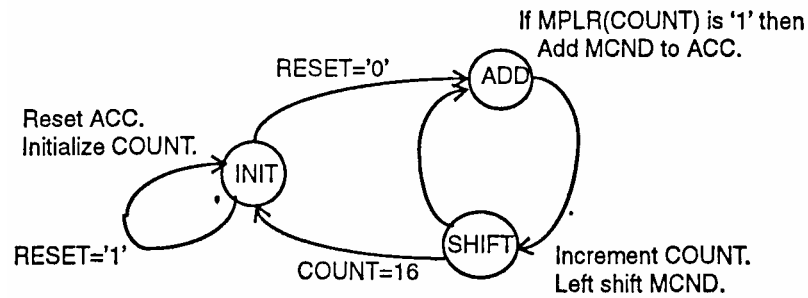 If MPLR(COUNT) is '1' then
Add MCND to ACC.
RESET='0'
ADD
Reset ACC.
Initialize COUNT.
INIT
RESET='1'
COUNT=16
SHIFT
Increment COUNT.
Left shift MCND.